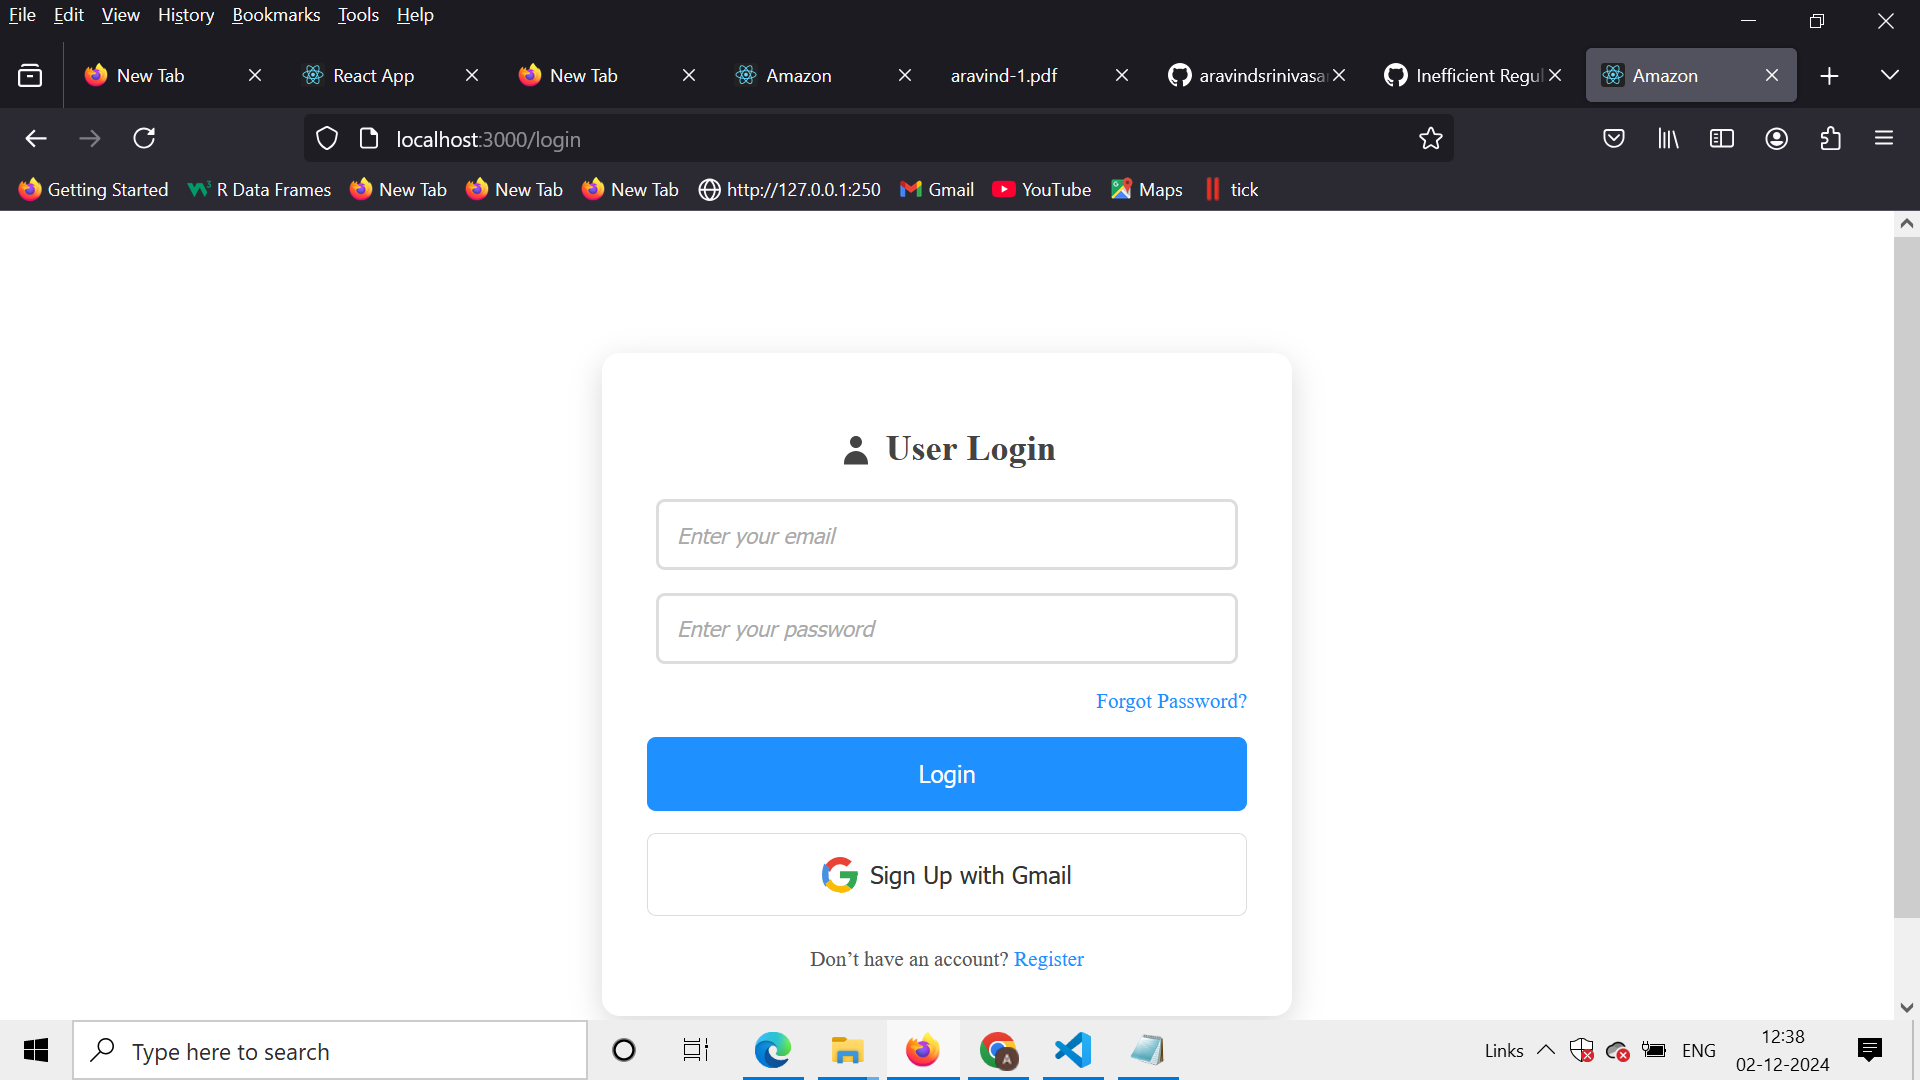 File Edit View History Bookmarks Tools Help
New Tab React App New Tab Amazon aravind-1.pdf aravindsrinivasa Inefficient Regul Amazon
localhost:3000/login
Getting Started R Data Frames New Tab New Tab New Tab http://127.0.0.1:250 Gmail YouTube Maps tick
User Login
Enter your email
Enter your password
Forgot Password?
Login
Sign Up with Gmail
Don’t have an account? Register
Type here to search
A
Links ENG
12:38
02-12-2024